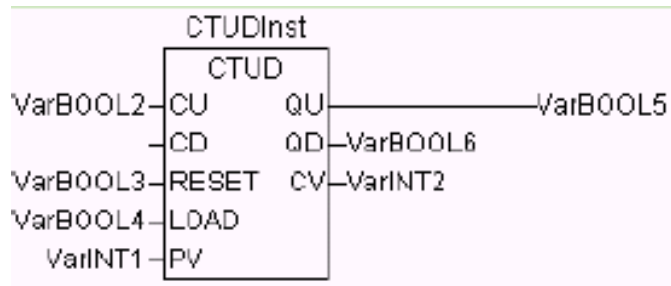 CTUDInst
CTUD
VarBOOL2 CU QU VarBOOL5
CD QD VarBOOL6
VarBOOL3 RESET CV VarINT2
VarBOOL4 LOAD
VarINT1 PV